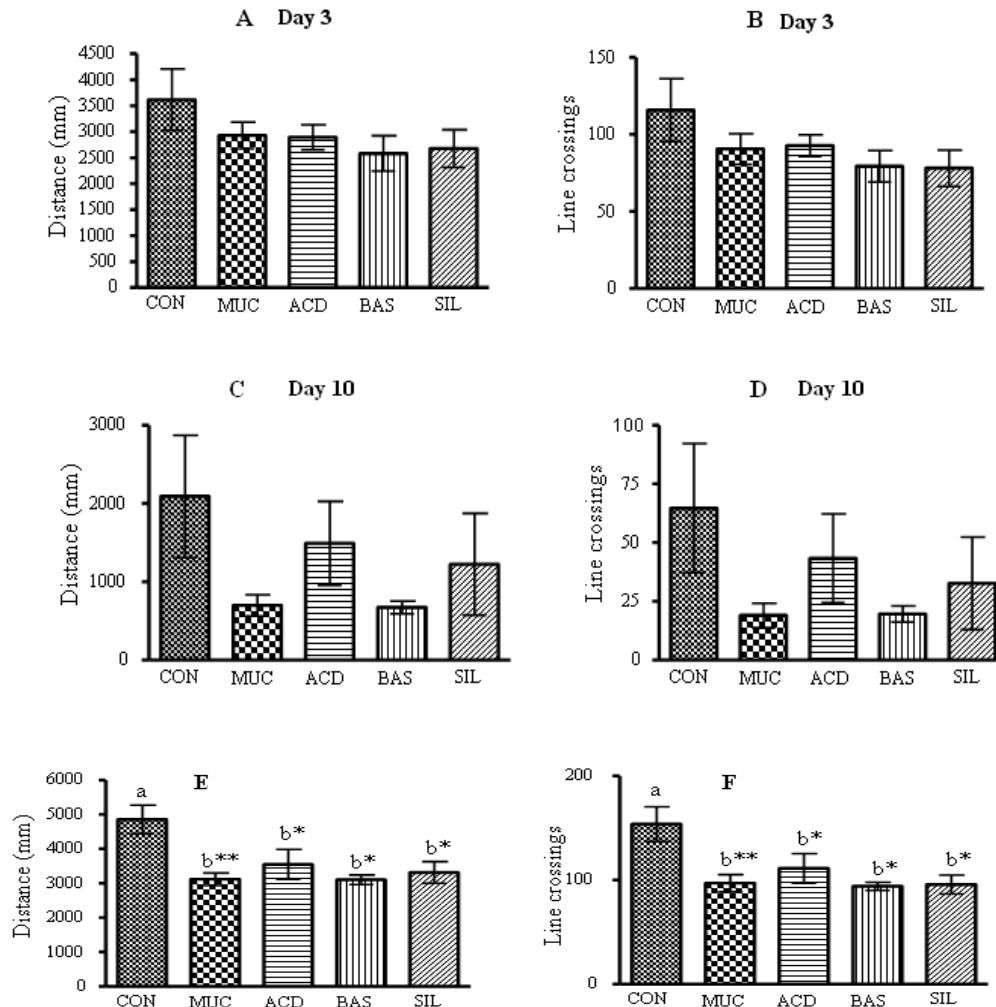 A Day 3
Distance (mm)
4500
4000
3500
3000
2500
2000
1500
1000
500
0
CON MUC ACD BAS SIL
B Day 3
Line crossings
150
100
50
0
CON MUC ACD BAS SIL
C Day 10
Distance (mm)
3000
2000
1000
0
CON MUC ACD BAS SIL
D Day 10
Line crossings
100
75
50
25
0
CON MUC ACD BAS SIL
E
Distance (mm)
6000
5000
4000
3000
2000
1000
0
a b** b* b* b*
CON MUC ACD BAS SIL
F
Line crossings
200
100
0
a b** b* b* b*
CON MUC ACD BAS SIL